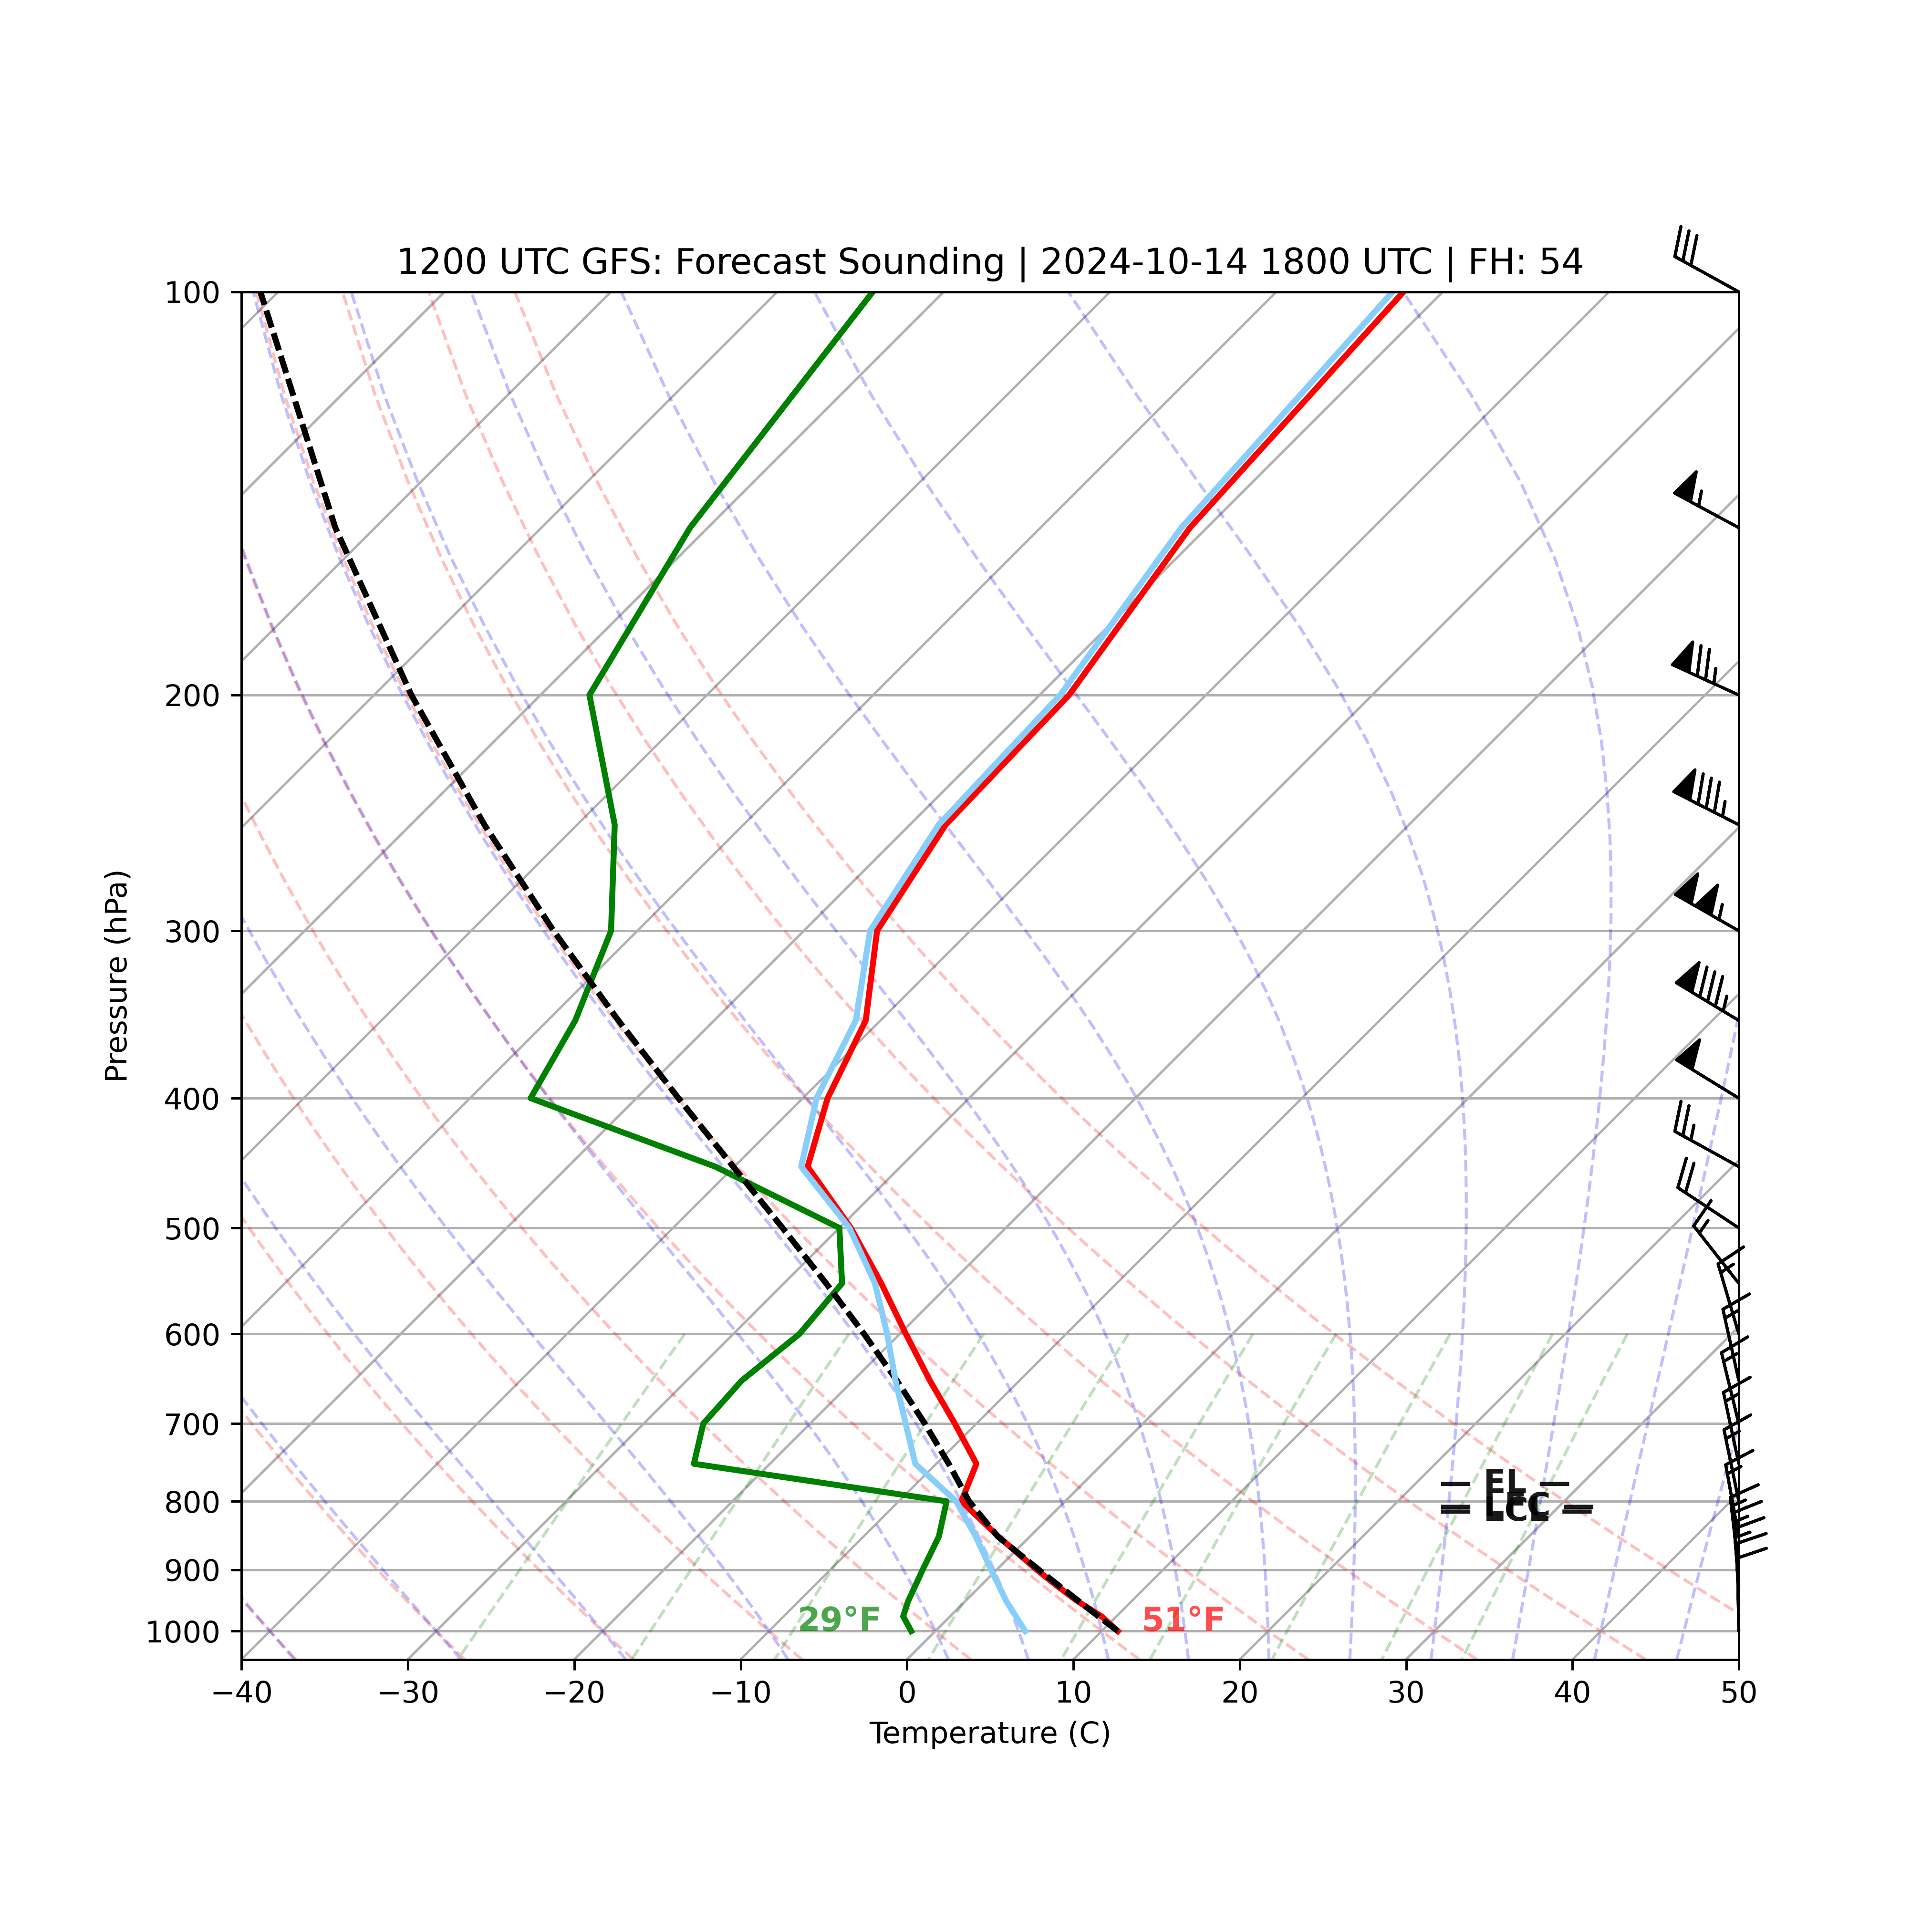 1200 UTC GFS: Forecast Sounding | 2024-10-14 1800 UTC | FH: 54
100
200
300
400
500
600
700
800
900
1000
Pressure (hPa)
— EL —
— LFC —
— LCL —
29°F
51°F
−40 −30 −20 −10 0 10 20 30 40 50
Temperature (C)